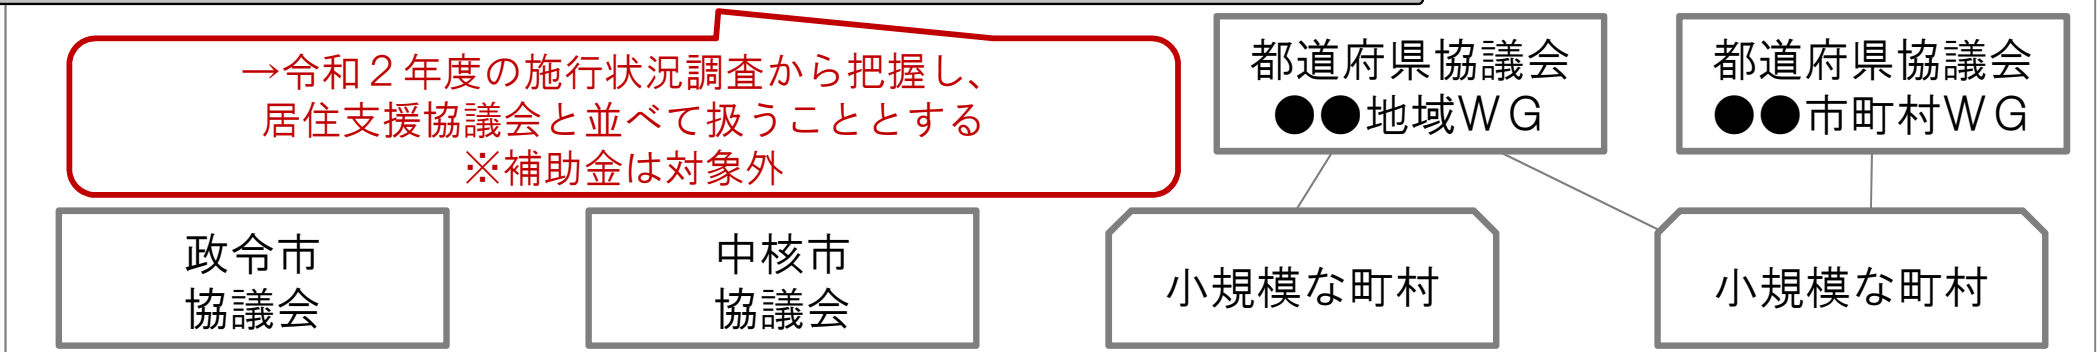 →令和２年度の施行状況調査から把握し、
居住支援協議会と並べて扱うこととする
※補助金は対象外
都道府県協議会
●●地域ＷＧ
都道府県協議会
●●市町村ＷＧ
政令市
協議会
中核市
協議会
小規模な町村
小規模な町村